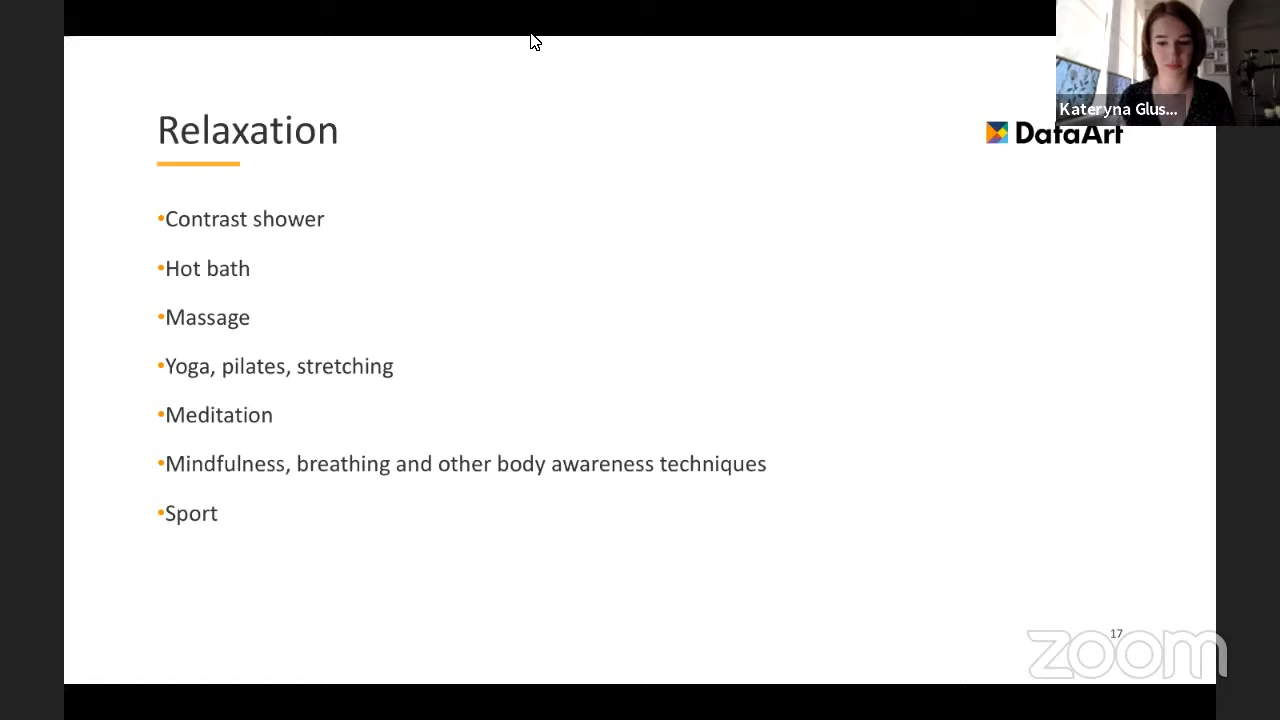 Kateryna Glus...
Relaxation
DataArt
•Contrast shower
•Hot bath
•Massage
•Yoga, pilates, stretching
•Meditation
•Mindfulness, breathing and other body awareness techniques
•Sport
17
zoom